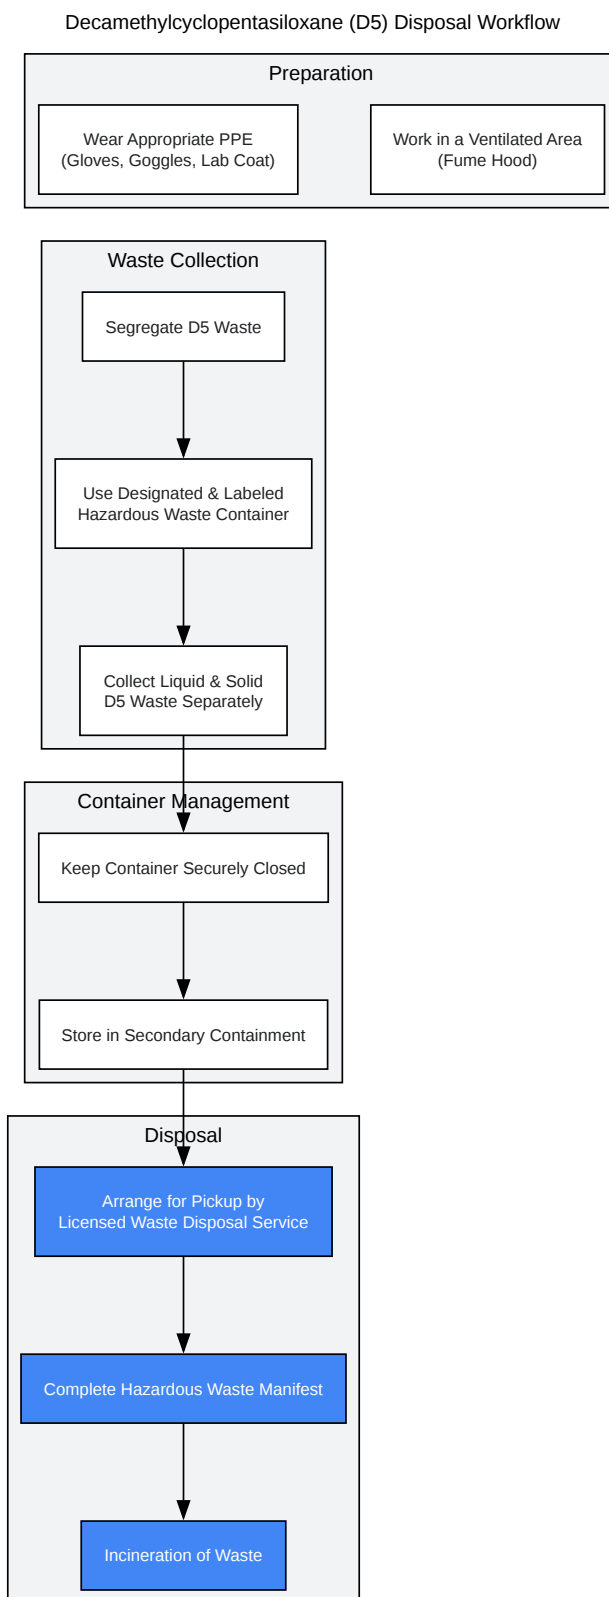 Decamethylcyclopentasiloxane (D5) Disposal Workflow
Preparation
Wear Appropriate PPE
(Gloves, Goggles, Lab Coat)
Work in a Ventilated Area
(Fume Hood)
Waste Collection
Segregate D5 Waste
Use Designated & Labeled
Hazardous Waste Container
Collect Liquid & Solid
D5 Waste Separately
Container Management
Keep Container Securely Closed
Store in Secondary Containment
Disposal
Arrange for Pickup by
Licensed Waste Disposal Service
Complete Hazardous Waste Manifest
Incineration of Waste